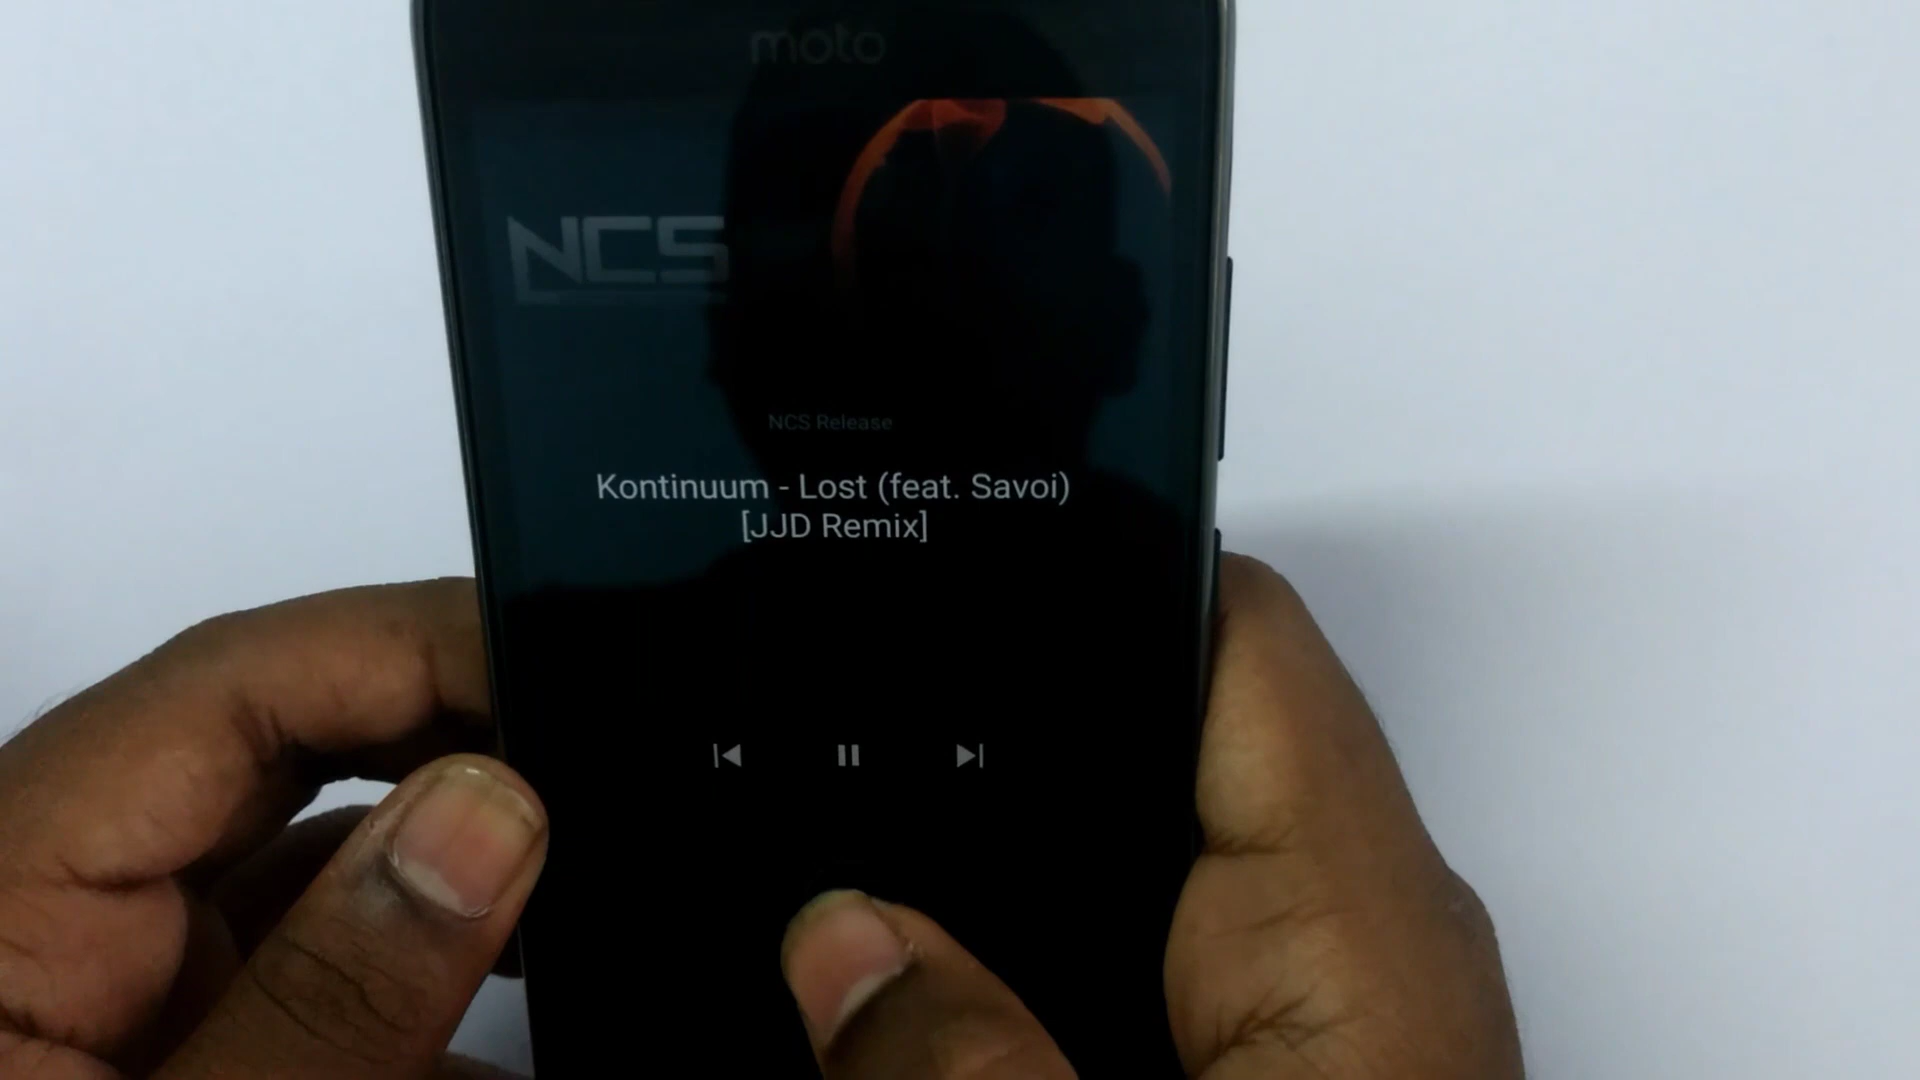 moto
NCS
NCS Release
Kontinuum - Lost (feat. Savoi)
[JJD Remix]